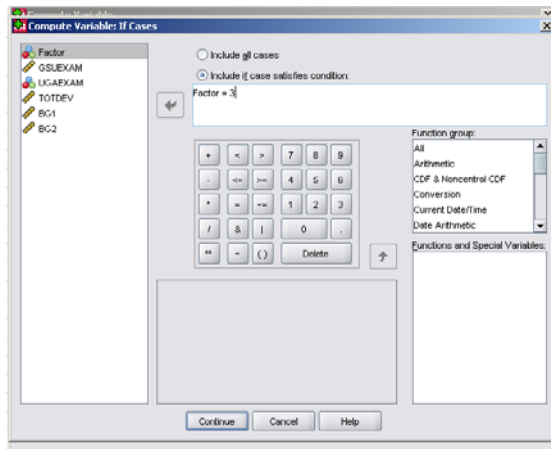 Compute Variable: If Cases
Factor
GSUEXAM
UGAEXAM
TOTDEV
BG1
BG2
Include all cases
Include if case satisfies condition:
Factor = 3
+ < > 7 8 9
- <= >= 4 5 6
* = ~= 1 2 3
/ & | 0 .
** ~ ( ) Delete
Function group:
All
Arithmetic
CDF & Noncentral CDF
Conversion
Current Date/Time
Date Arithmetic
Functions and Special Variables:
Continue Cancel Help